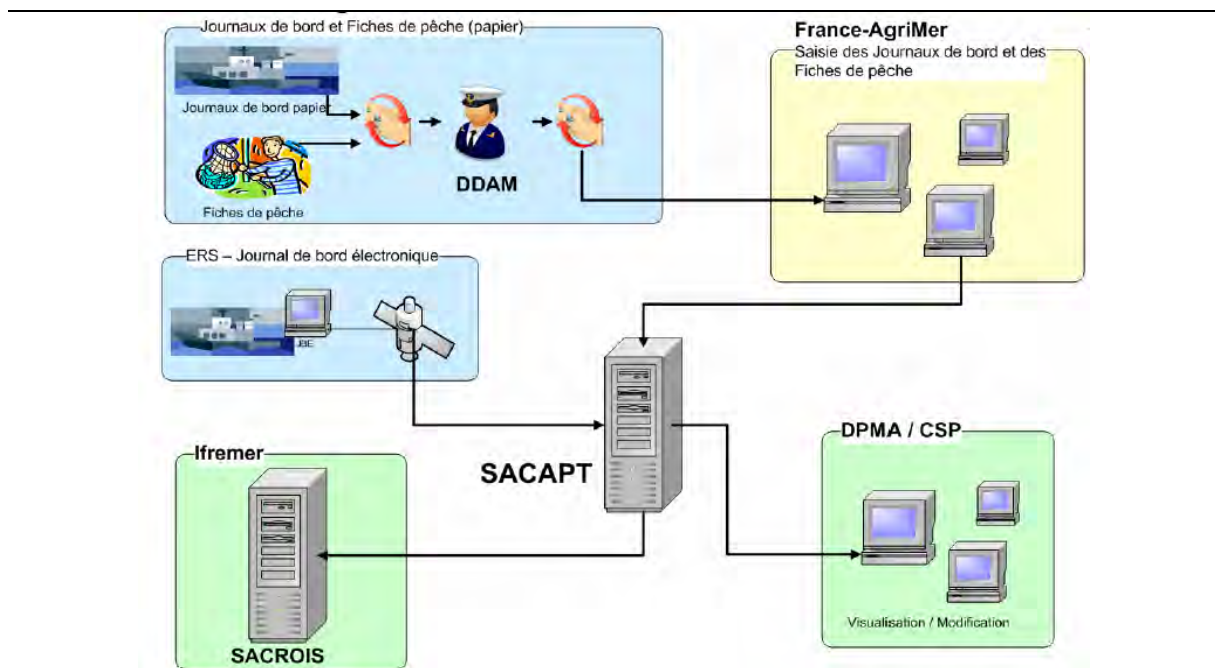 Journaux de bord et Fiches de pêche (papier)
Journaux de bord papier
Fiches de pêche
DDAM
France-AgriMer
Saisie des Journaux de bord et des
Fiches de pêche
ERS – Journal de bord électronique
JBE
SACAPT
Ifremer
SACROIS
DPMA / CSP
Visualisation / Modification